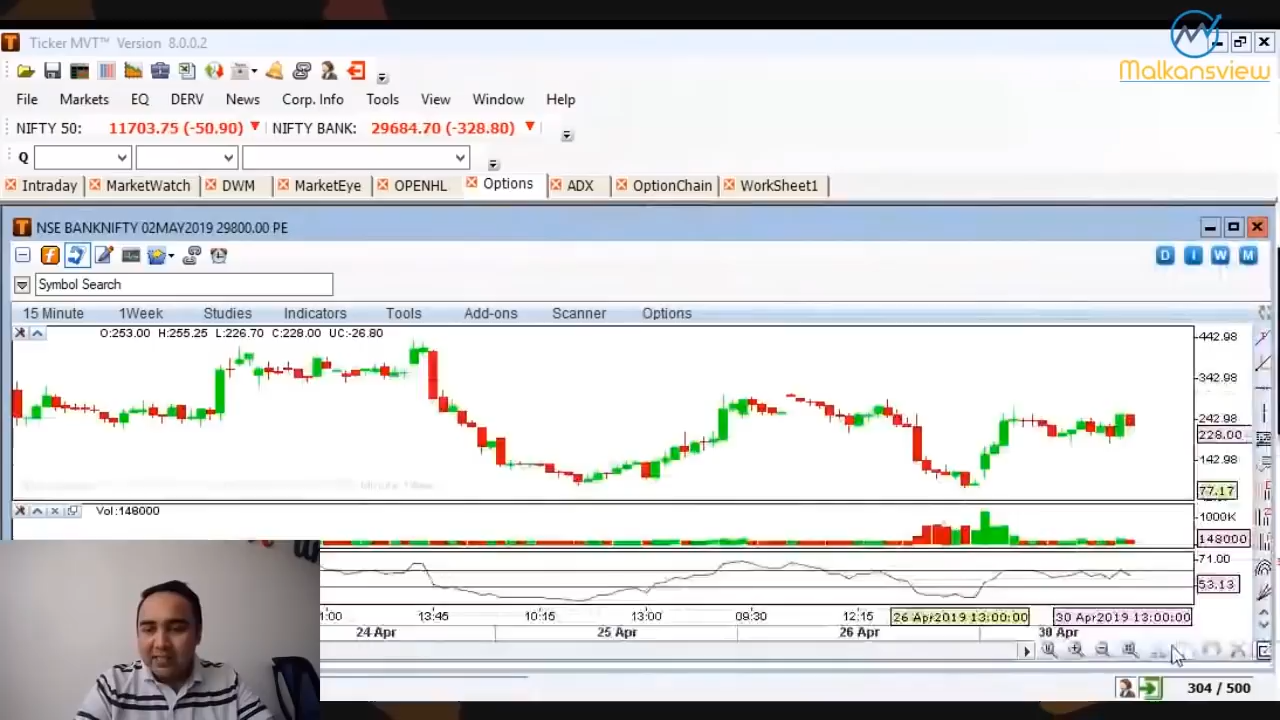 Ticker MVT™ Version 8.0.0.2
Malkansview
File Markets EQ DERV News Corp. Info Tools View Window Help
NIFTY 50: 11703.75 (-50.90) NIFTY BANK: 29684.70 (-328.80)
Q
Intraday MarketWatch DWM MarketEye OPENHL Options ADX OptionChain WorkSheet1
NSE BANKNIFTY 02MAY2019 29800.00 PE
D I W M
Symbol Search
15 Minute 1Week Studies Indicators Tools Add-ons Scanner Options
O:253.00 H:255.25 L:226.70 C:228.00 UC:-26.80
442.98
342.98
242.98
228.00
142.98
77.17
Vol:148000
1000K
148000
71.00
53.13
13:45 10:15 13:00 09:30 12:15 26 Apr2019 13:00:00 30 Apr2019 13:00:00
24 Apr 25 Apr 26 Apr 30 Apr
304 / 500